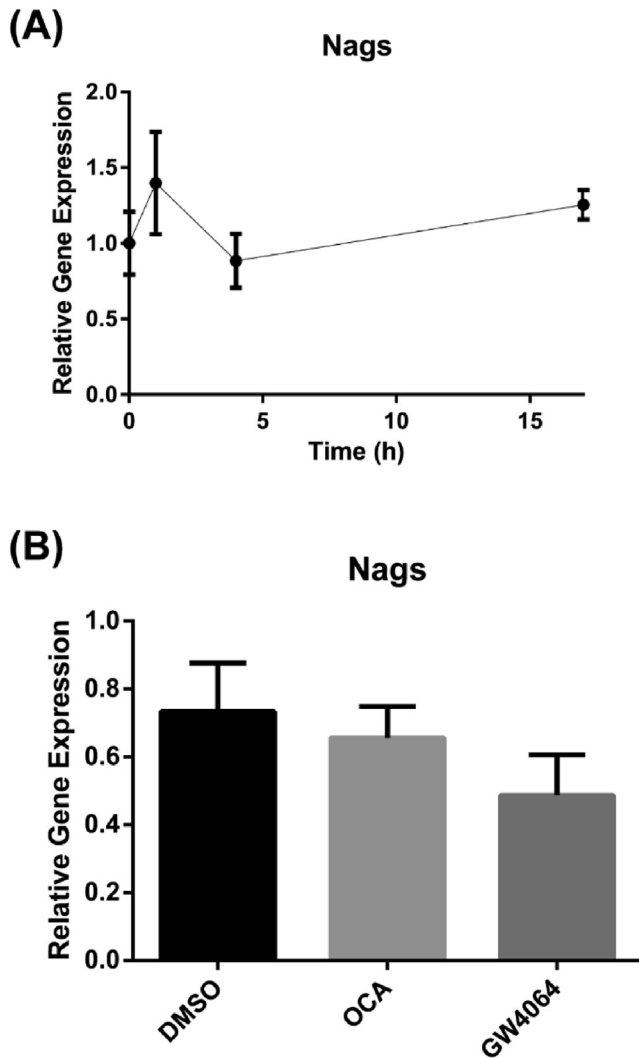 (A)
Nags
Relative Gene Expression
2.0
1.5
1.0
0.5
0.0
0 5 10 15
Time (h)
(B)
Nags
Relative Gene Expression
1.0
0.8
0.6
0.4
0.2
0.0
DMSO
OCA
GW4064